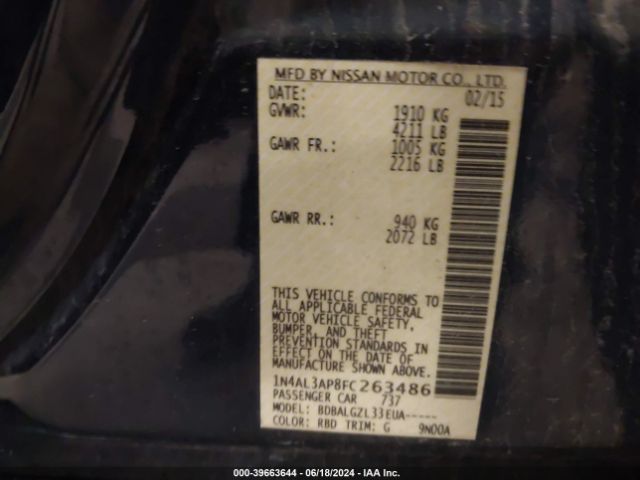 MFD BY NISSAN MOTOR CO., LTD.
DATE: 02/15
GVWR: 1910 KG
4211 LB
GAWR FR.: 1005 KG
2216 LB
GAWR RR.: 940 KG
2072 LB
THIS VEHICLE CONFORMS TO
ALL APPLICABLE FEDERAL
MOTOR VEHICLE SAFETY,
BUMPER, AND THEFT
PREVENTION STANDARDS IN
EFFECT ON THE DATE OF
MANUFACTURE SHOWN ABOVE.
1N4AL3AP8FC263486
PASSENGER CAR 737
MODEL: BDBALGZL33EUA-----
COLOR: RBD TRIM: G 9N00A
000-39663644 / 06/18/2024 - IAA Inc.